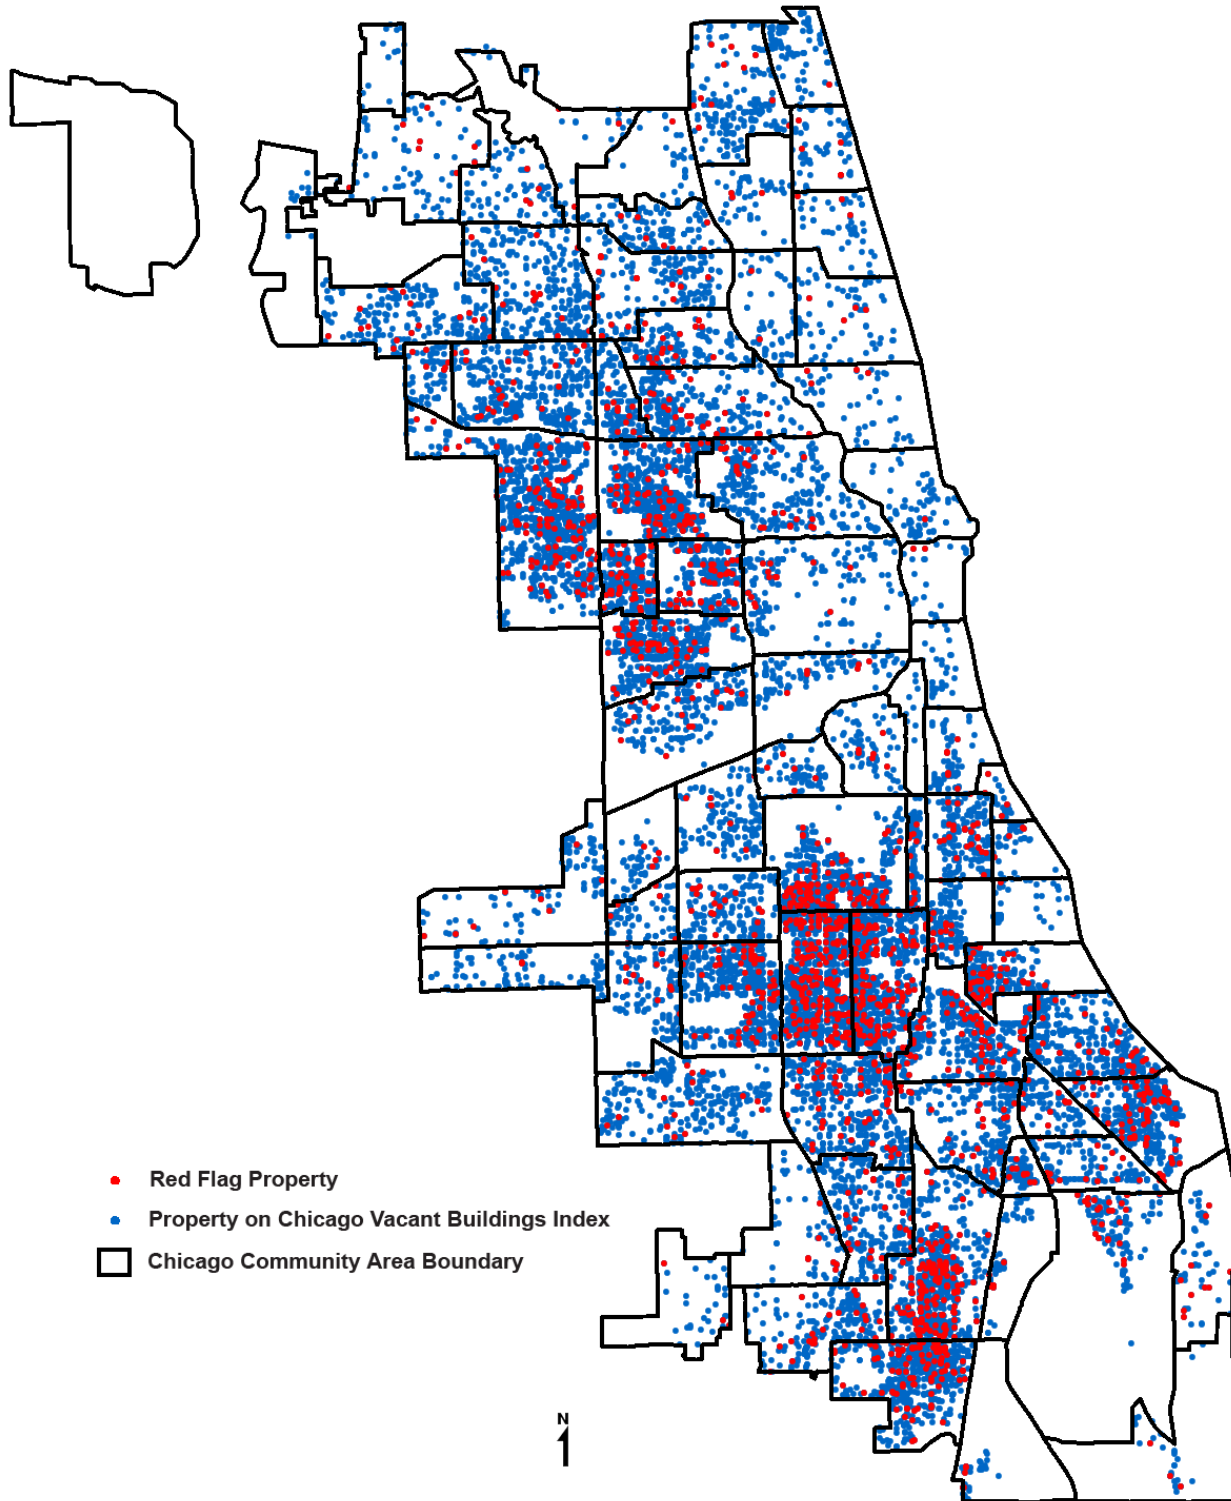 Red Flag Property
Property on Chicago Vacant Buildings Index
Chicago Community Area Boundary
N